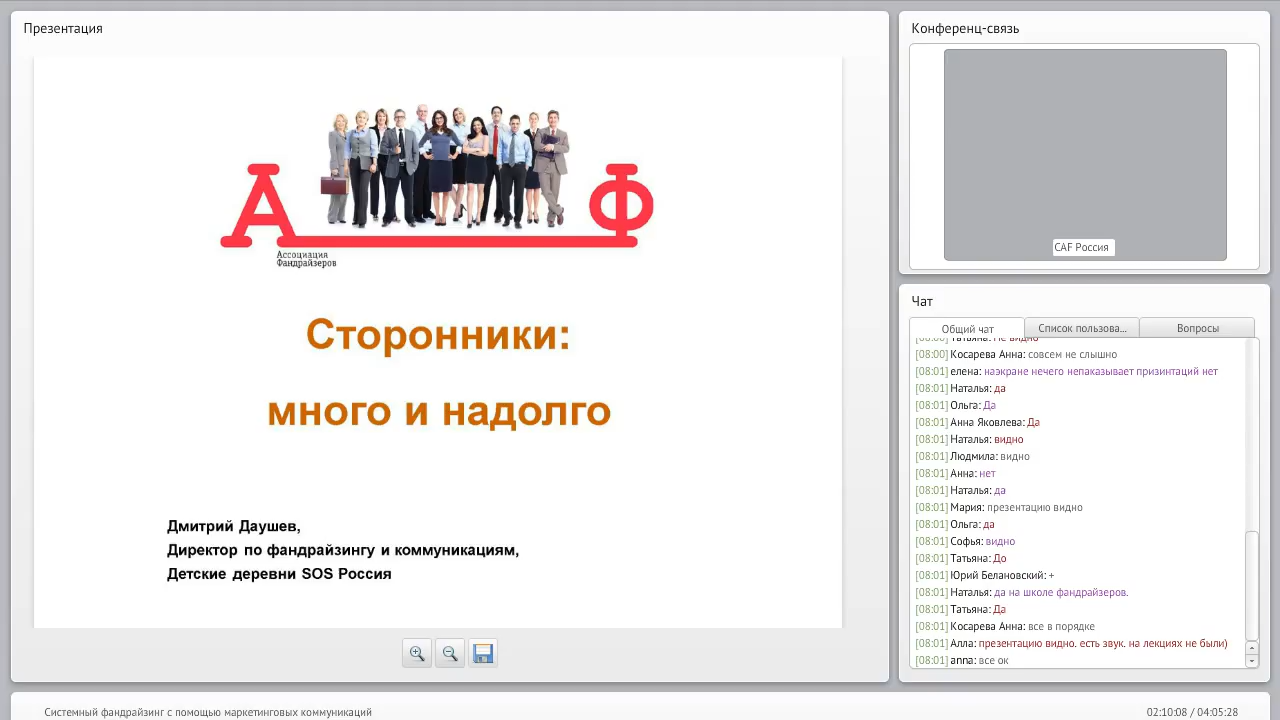 Презентация
А Ф
Ассоциация
Фандрайзеров
Сторонники:
много и надолго
Дмитрий Даушев,
Директор по фандрайзингу и коммуникациям,
Детские деревни SOS Россия
Конференц-связь
CAF Россия
Чат
Общий чат
Список пользова...
Вопросы
[08:00] Татьяна: Не видно
[08:00] Косарева Анна: совсем не слышно
[08:01] елена: наэкране нечего непаказывает призинтаций нет
[08:01] Наталья: да
[08:01] Ольга: Да
[08:01] Анна Яковлева: Да
[08:01] Наталья: видно
[08:01] Людмила: видно
[08:01] Анна: нет
[08:01] Наталья: да
[08:01] Мария: презентацию видно
[08:01] Ольга: да
[08:01] Софья: видно
[08:01] Татьяна: До
[08:01] Юрий Белановский: +
[08:01] Наталья: да на школе фандрайзеров.
[08:01] Татьяна: Да
[08:01] Косарева Анна: все в порядке
[08:01] Алла: презентацию видно. есть звук. на лекциях не были)
[08:01] anna: все ок
Системный фандрайзинг с помощью маркетинговых коммуникаций
02:10:08 / 04:05:28